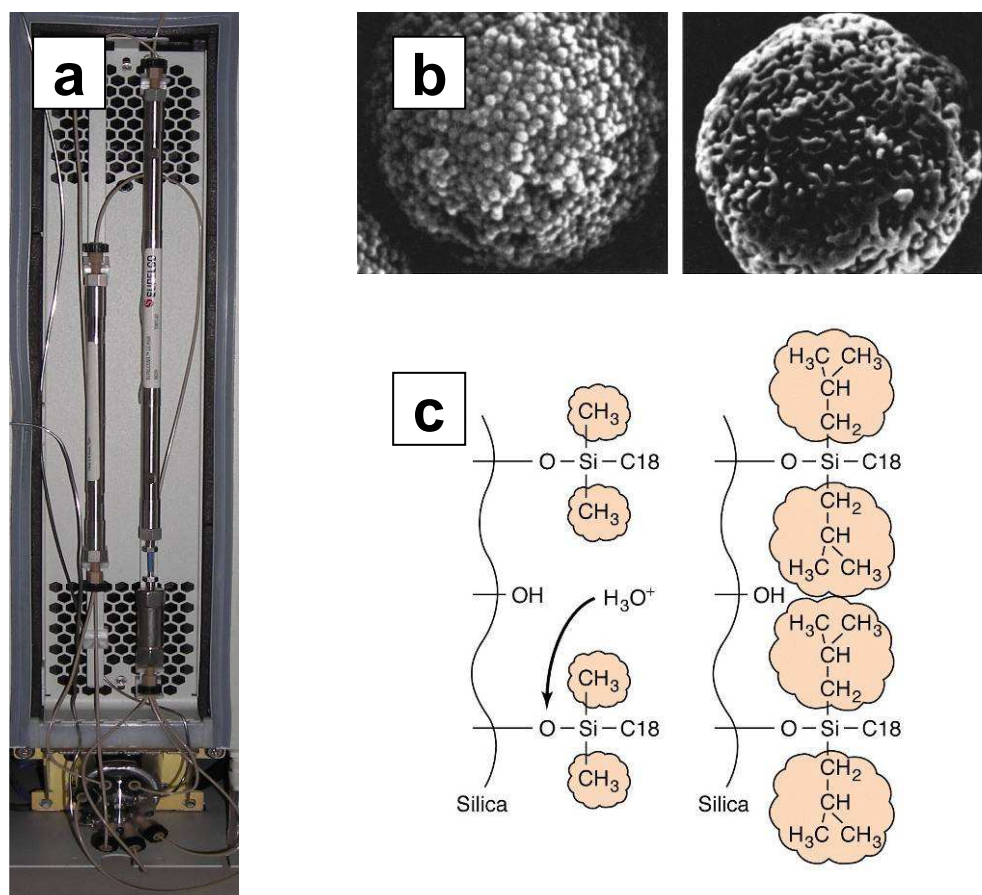 a
b
SUPELCO
c
CH₃
O–Si–C18
CH₃
OH
H₃O⁺
CH₃
O–Si–C18
CH₃
Silica
H₃C CH₃
CH
CH₂
O–Si–C18
CH₂
CH
H₃C CH₃
OH
H₃C CH₃
CH
CH₂
O–Si–C18
CH₂
CH
H₃C CH₃
Silica